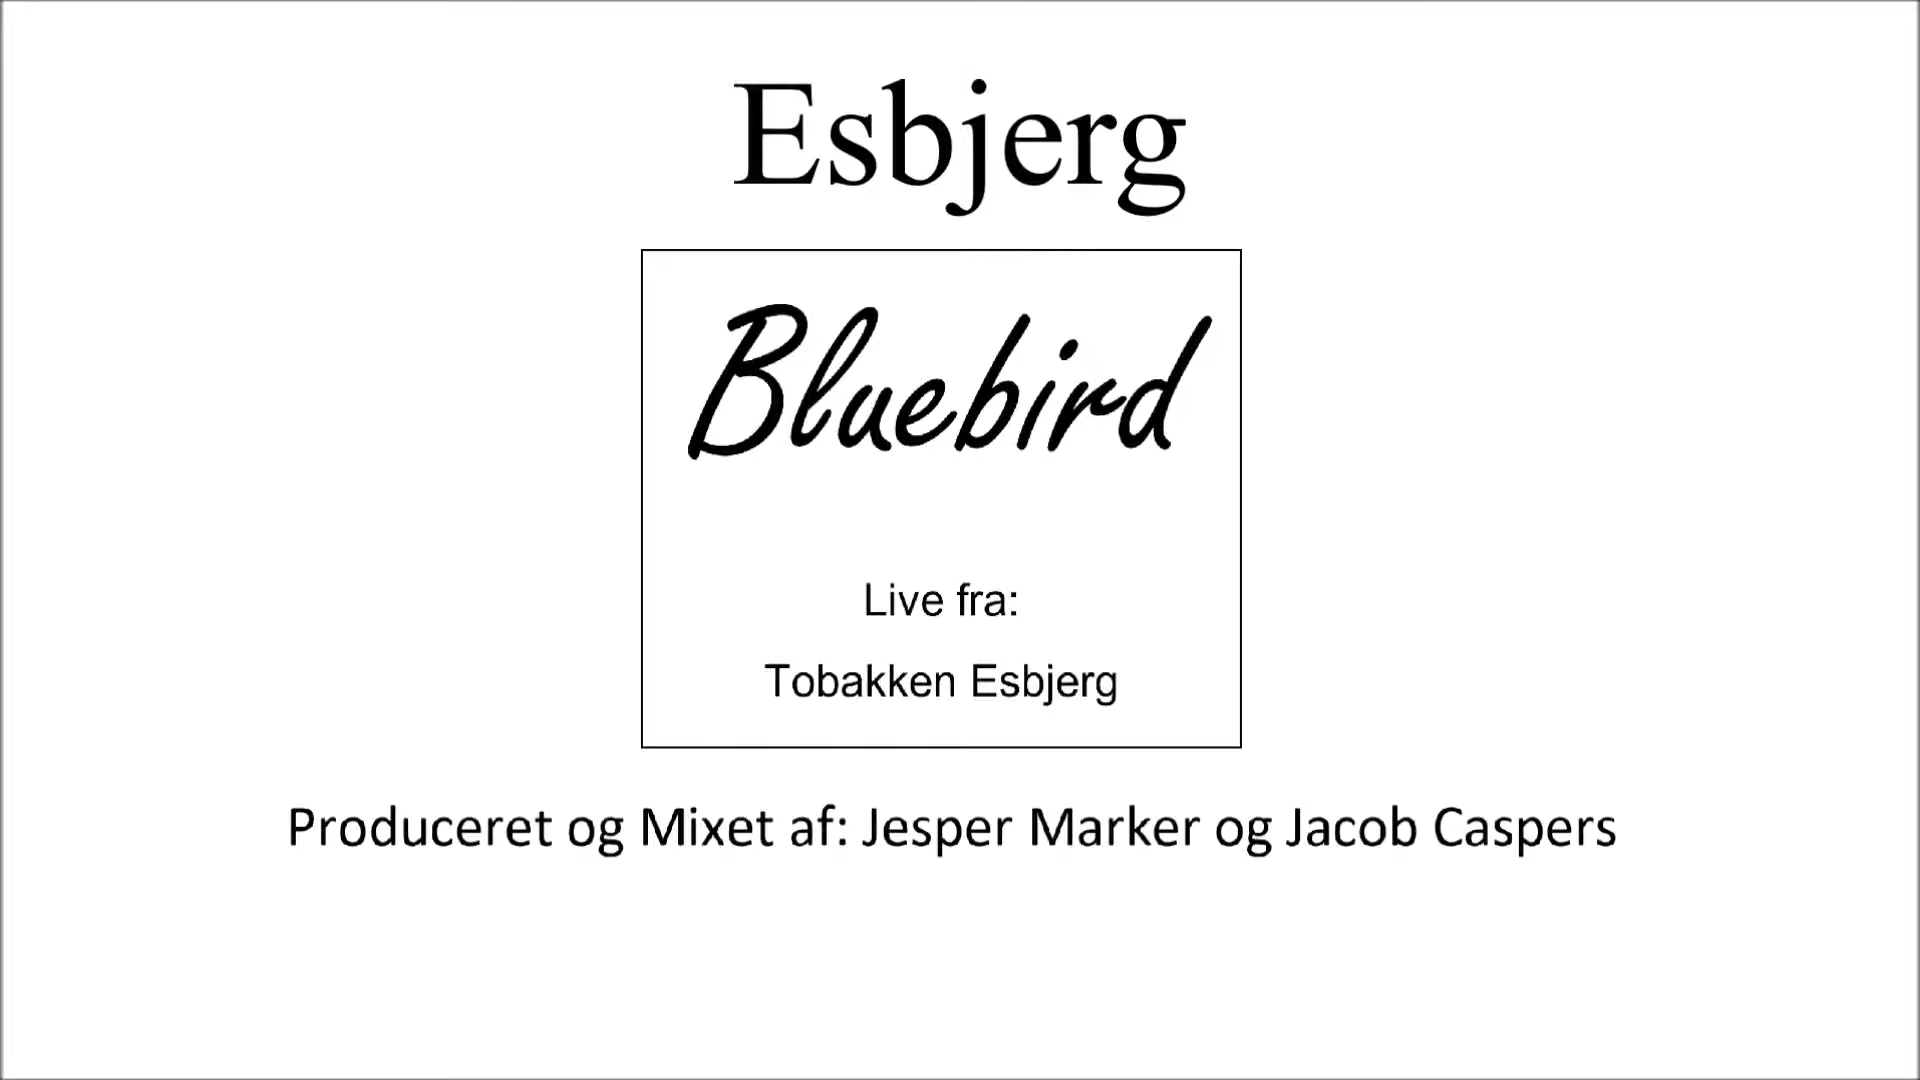 Esbjerg
Bluebird
Live fra:
Tobakken Esbjerg
Produceret og Mixet af: Jesper Marker og Jacob Caspers